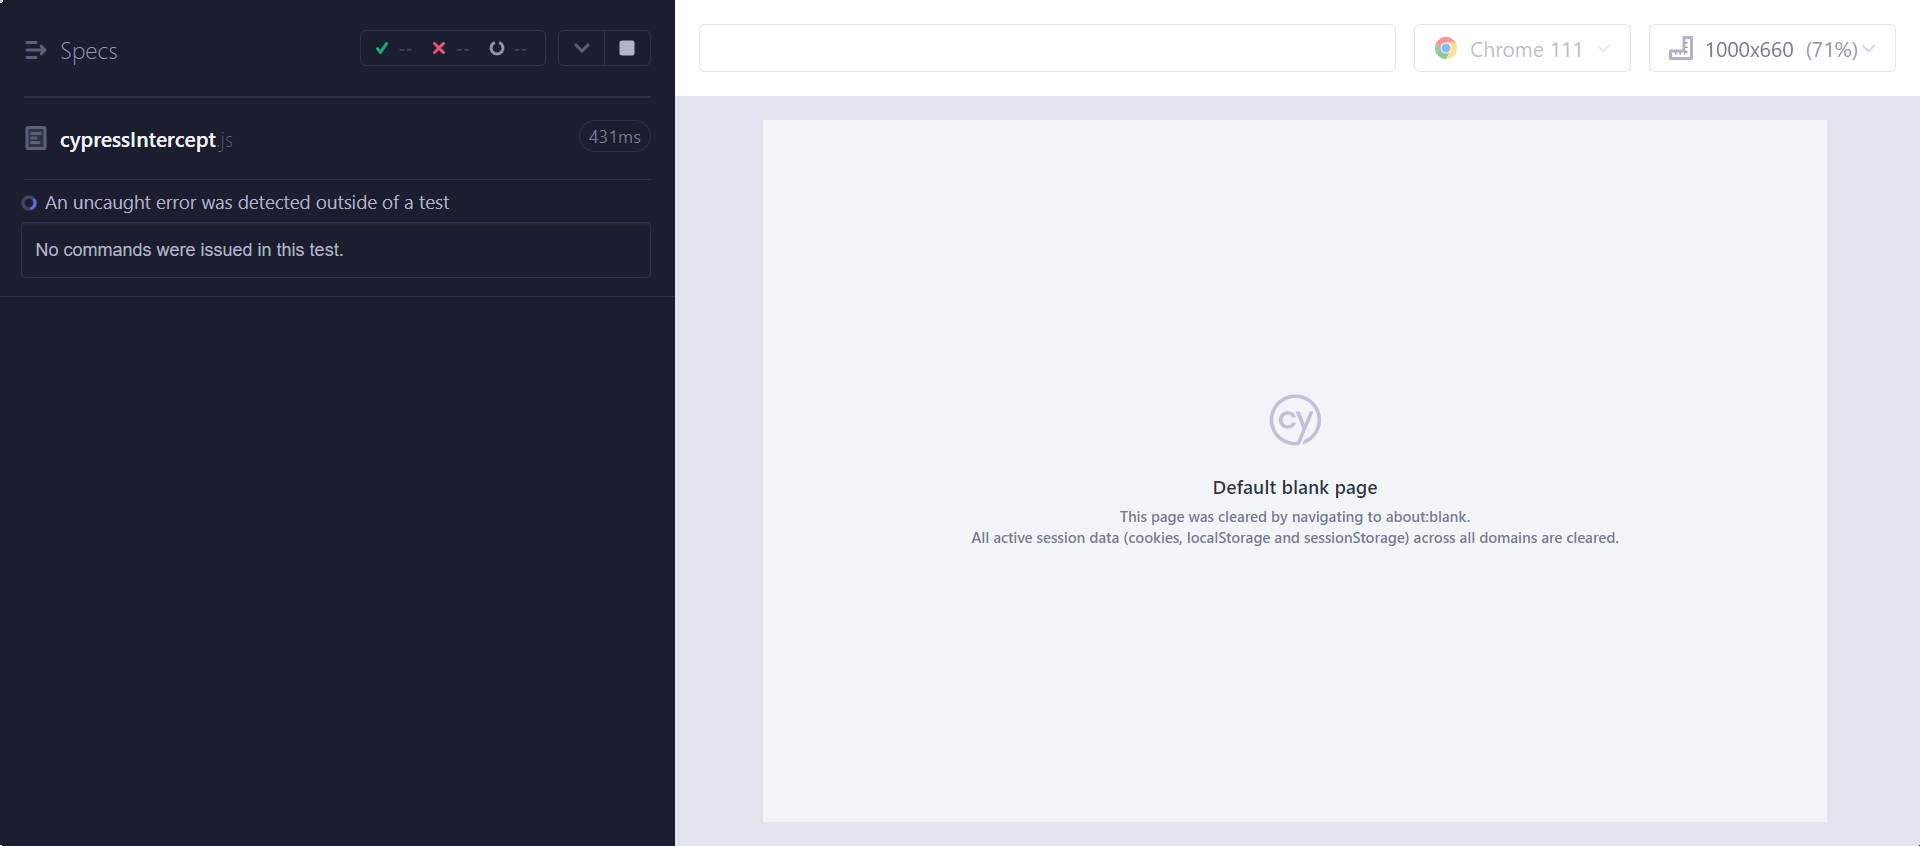 Specs
-- -- --
cypressIntercept.js
431ms
An uncaught error was detected outside of a test
No commands were issued in this test.
Chrome 111
1000x660 (71%)
cy
Default blank page
This page was cleared by navigating to about:blank.
All active session data (cookies, localStorage and sessionStorage) across all domains are cleared.